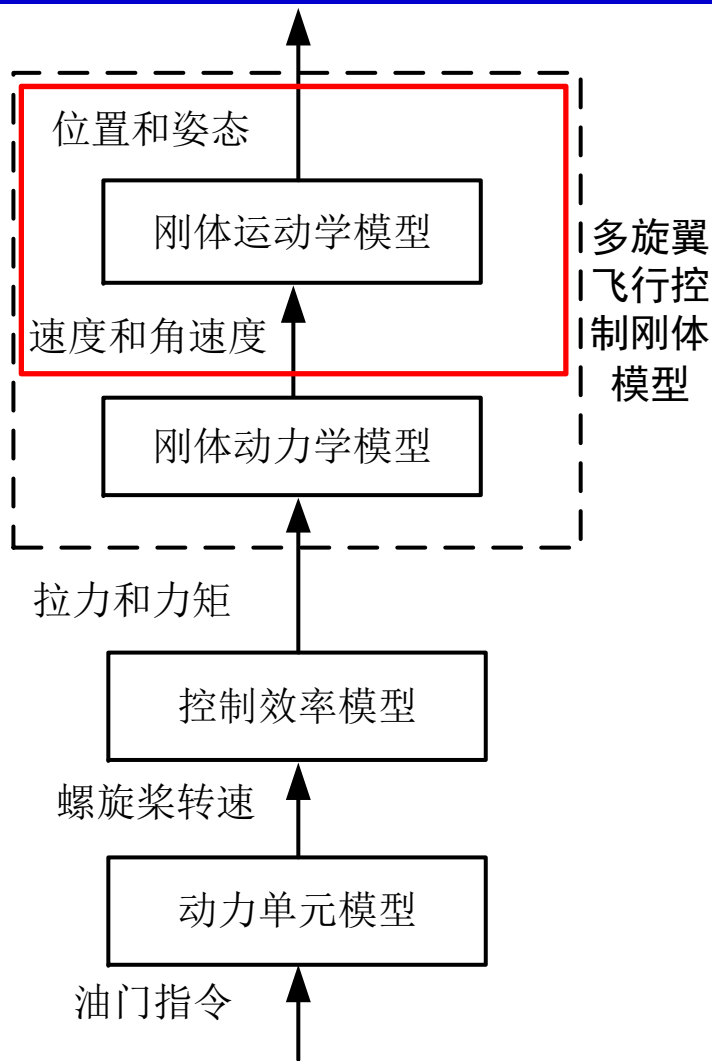 位置和姿态
刚体运动学模型
速度和角速度
刚体动力学模型
多旋翼
飞行控
制刚体
模型
拉力和力矩
控制效率模型
螺旋桨转速
动力单元模型
油门指令